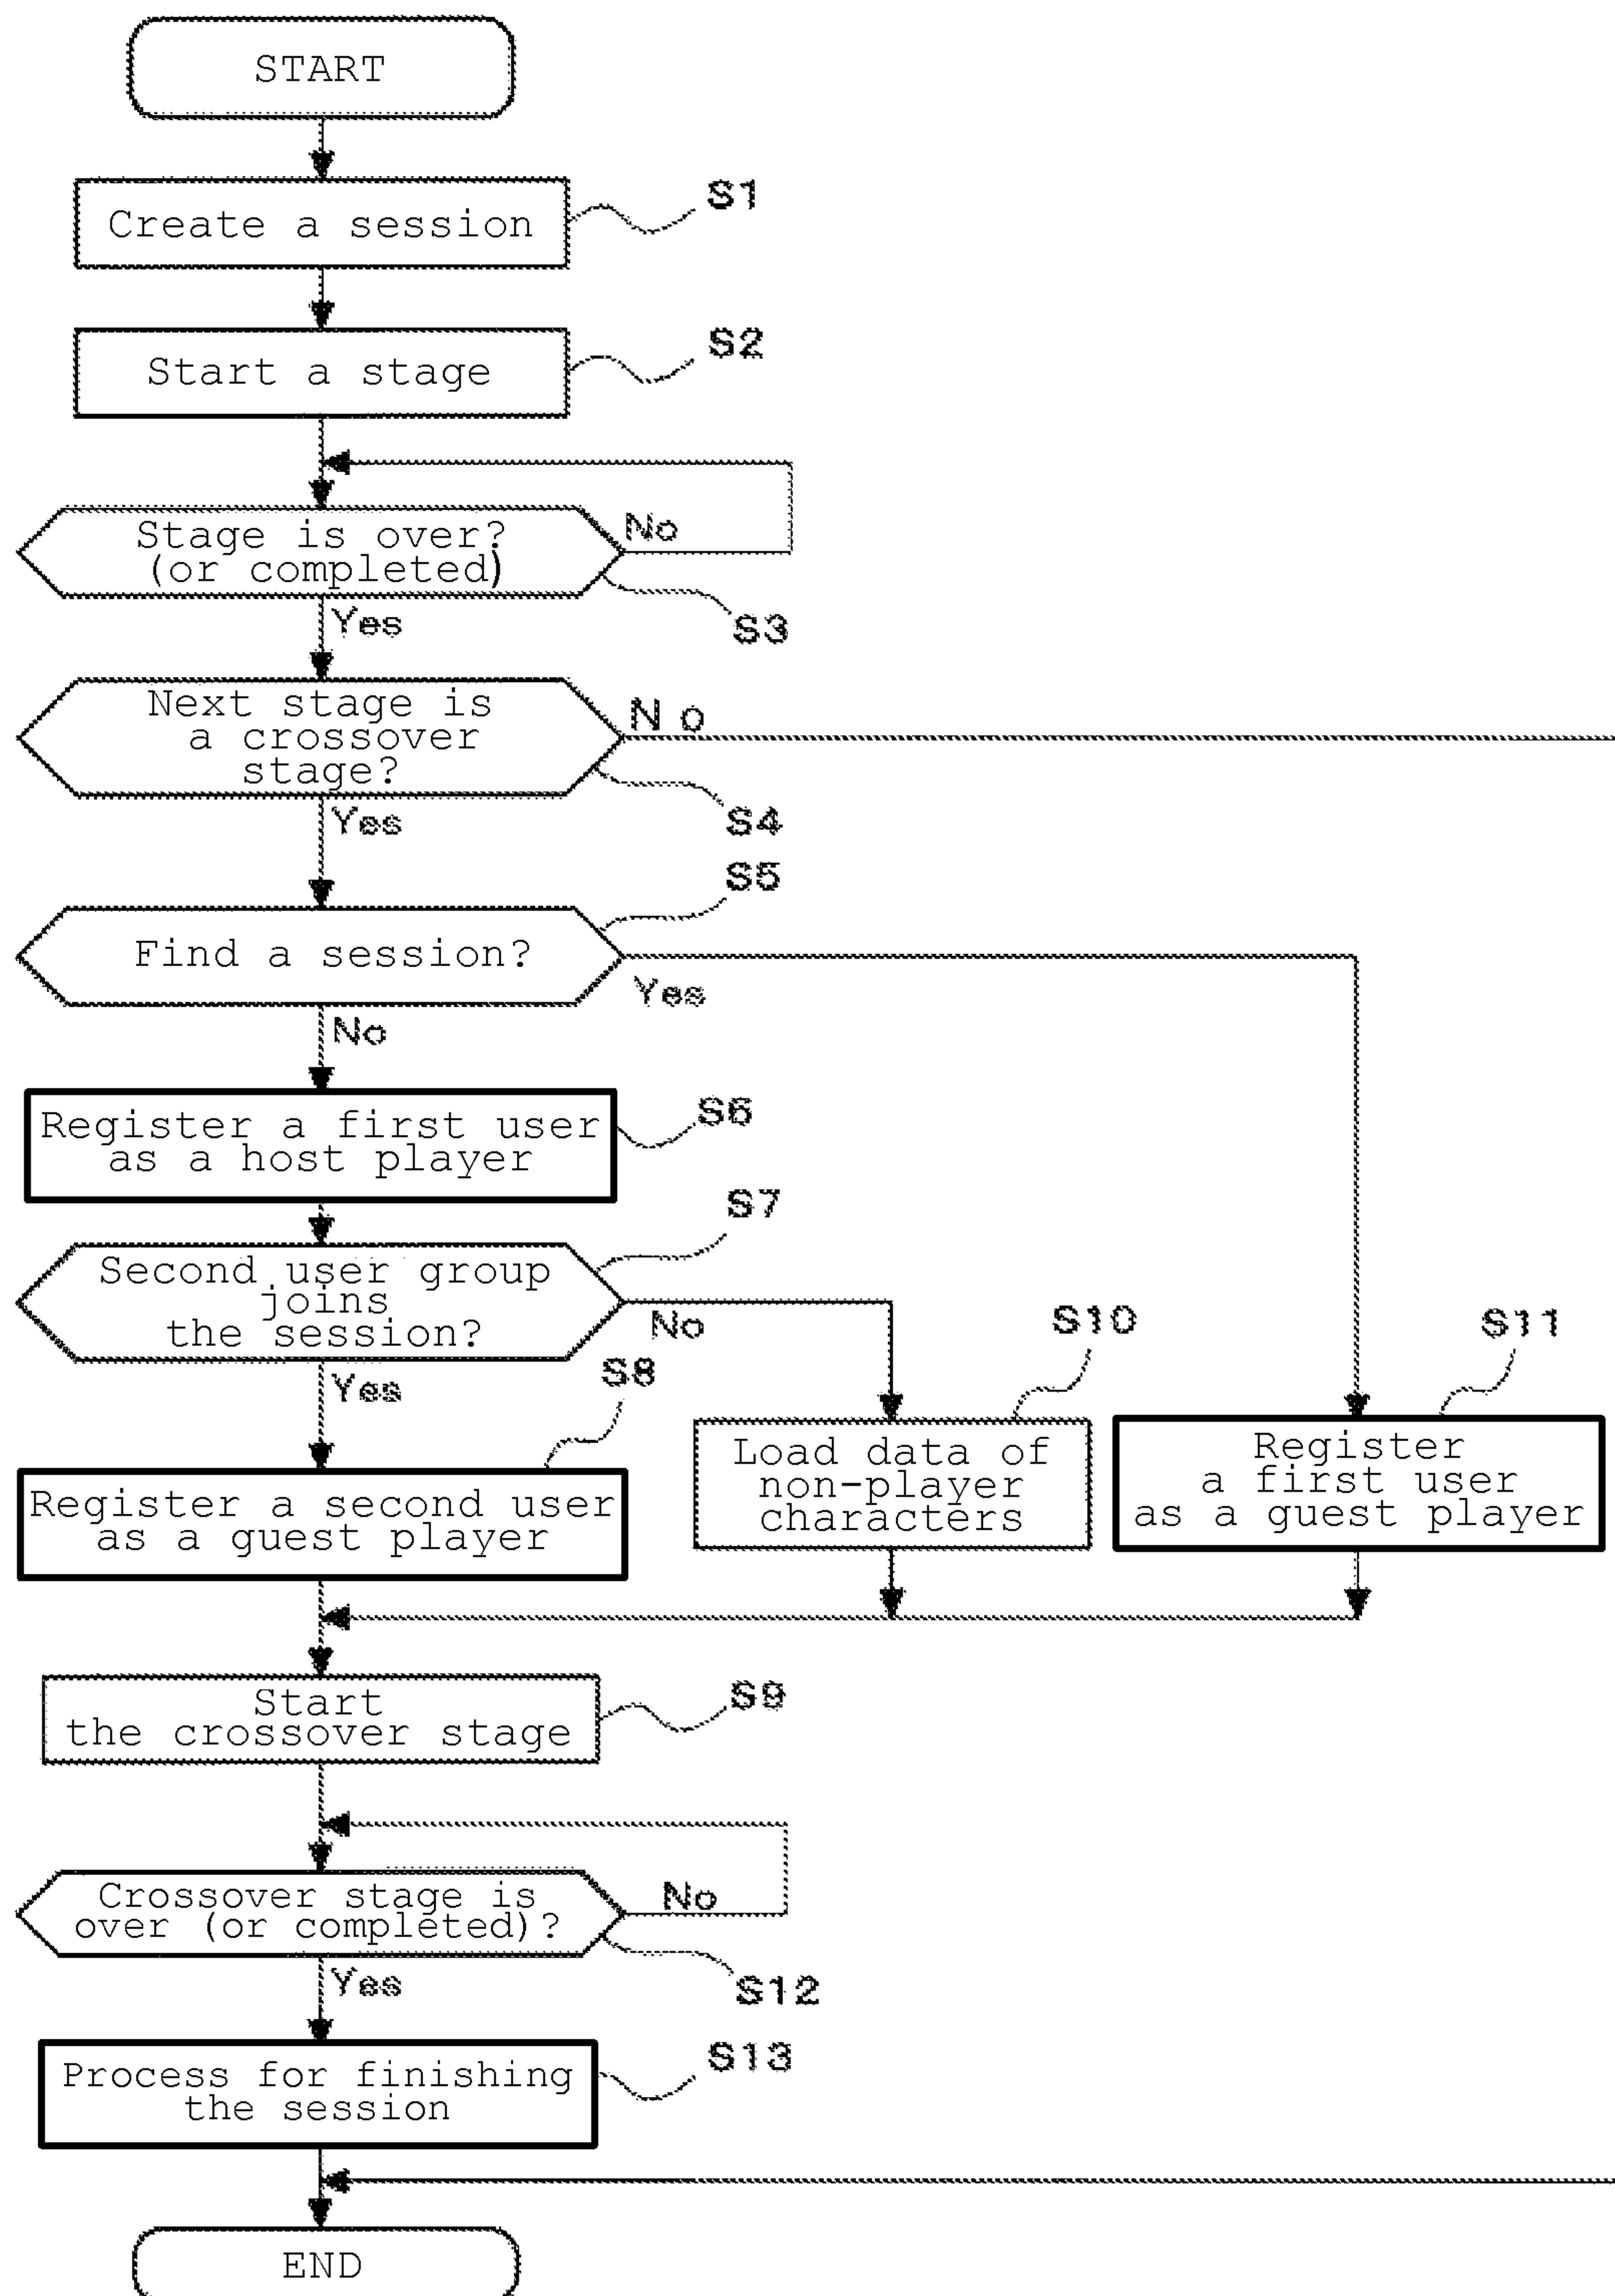 START
Create a session
S1
Start a stage
S2
Stage is over?
(or completed)
No
S3
Yes
Next stage is
a crossover
stage?
No
S4
Yes
S5
Find a session?
Yes
No
Register a first user
as a host player
S6
S7
Second user group
joins
the session?
No
Yes
S8
S10
S11
Register a second user
as a guest player
Load data of
non-player
characters
Register
a first user
as a guest player
Start
the crossover stage
S9
Crossover stage is
over (or completed)?
No
S12
Yes
Process for finishing
the session
S13
END